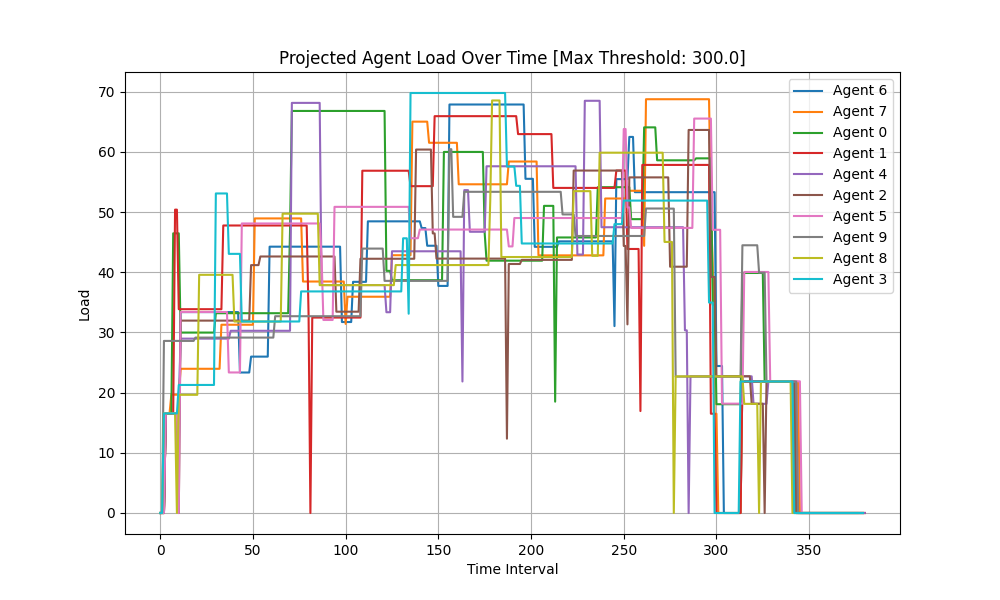 Projected Agent Load Over Time [Max Threshold: 300.0]
Load
70
60
50
40
30
20
10
0
0 50 100 150 200 250 300 350
Time Interval
Agent 6
Agent 7
Agent 0
Agent 1
Agent 4
Agent 2
Agent 5
Agent 9
Agent 8
Agent 3